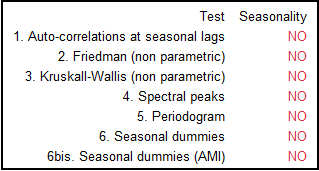 Test Seasonality
1. Auto-correlations at seasonal lags NO
2. Friedman (non parametric) NO
3. Kruskall-Wallis (non parametric) NO
4. Spectral peaks NO
5. Periodogram NO
6. Seasonal dummies NO
6bis. Seasonal dummies (AMI) NO